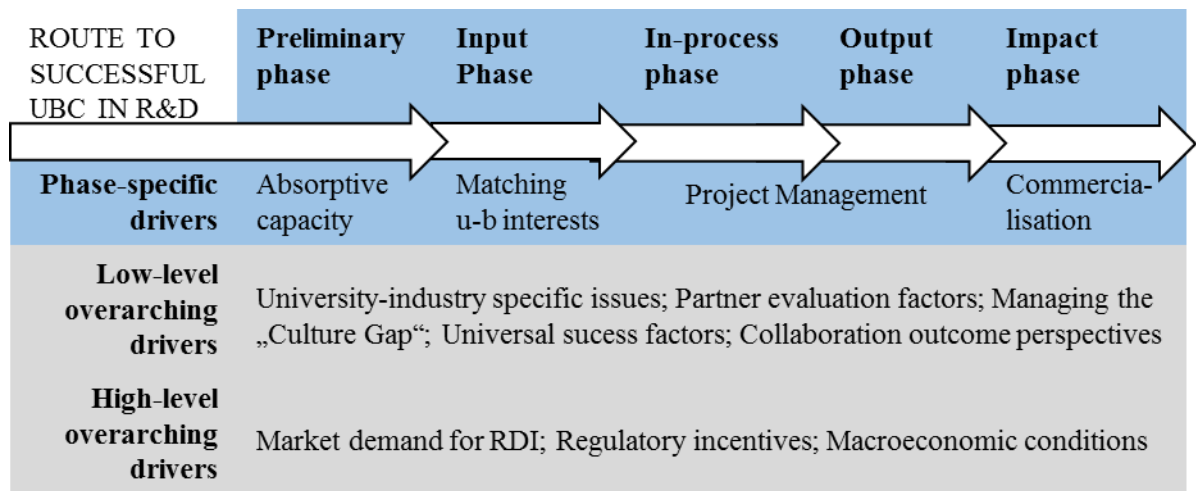 ROUTE TO
SUCCESSFUL
UBC IN R&D
Preliminary
phase
Input
Phase
In-process
phase
Output
phase
Impact
phase
Phase-specific
drivers
Absorptive
capacity
Matching
u-b interests
Project Management
Commercia-
lisation
Low-level
overarching
drivers
University-industry specific issues; Partner evaluation factors; Managing the
„Culture Gap“; Universal sucess factors; Collaboration outcome perspectives
High-level
overarching
drivers
Market demand for RDI; Regulatory incentives; Macroeconomic conditions